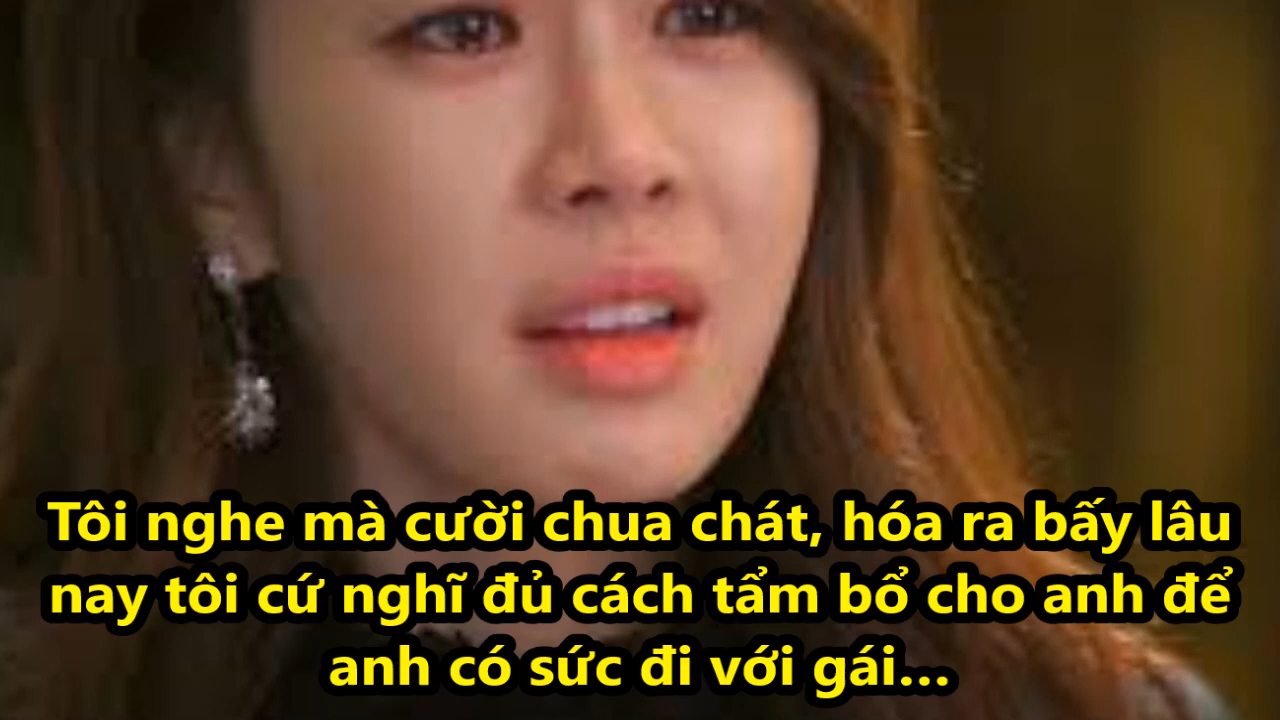 Tôi nghe mà cười chua chát, hóa ra bấy lâu
nay tôi cứ nghĩ đủ cách tẩm bổ cho anh để
anh có sức đi với gái...